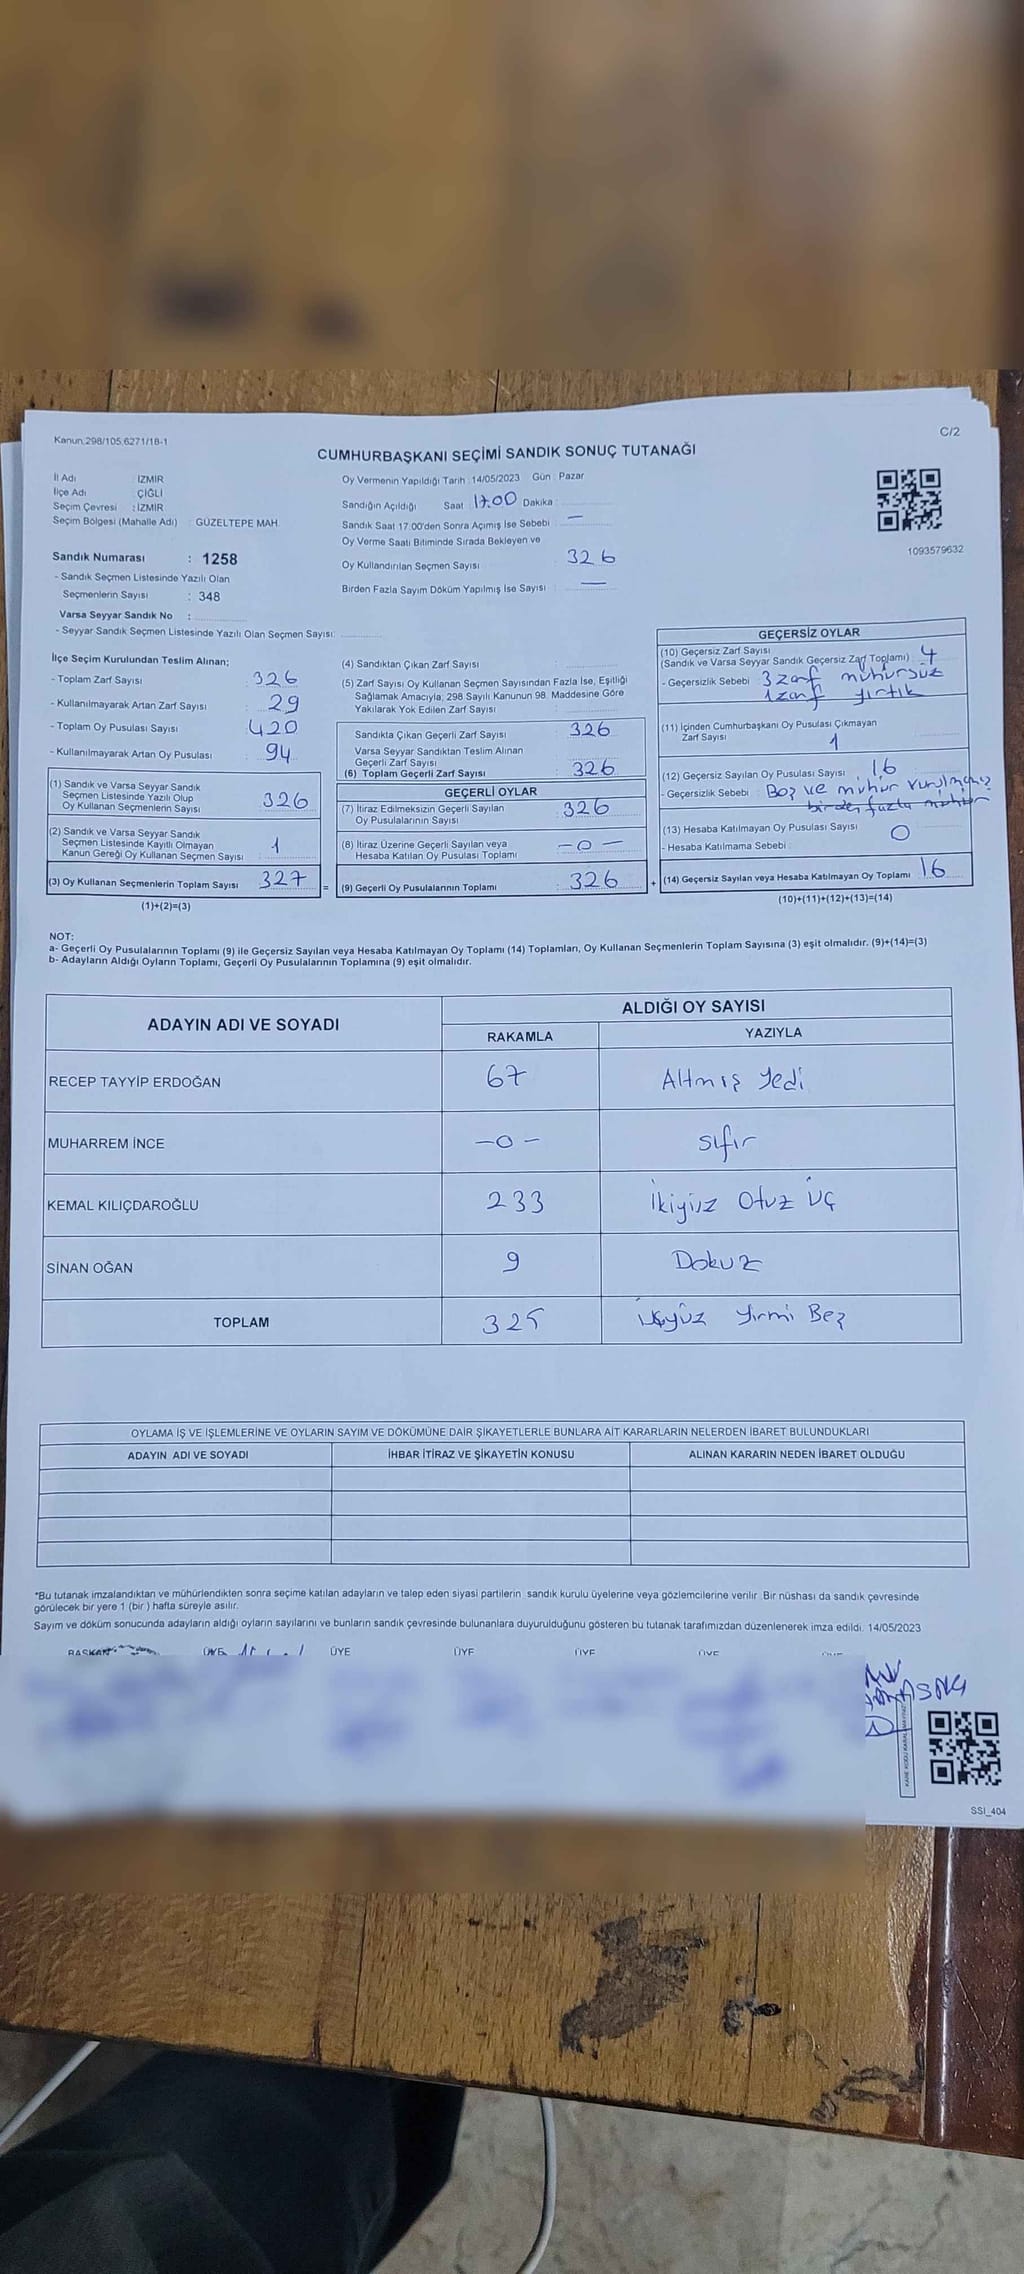 Kanun.298/105,6271/18-1
C/2
CUMHURBAŞKANI SEÇİMİ SANDIK SONUÇ TUTANAĞI
İl Adı : İZMİR
İlçe Adı : ÇİĞLİ
Seçim Çevresi : İZMİR
Seçim Bölgesi (Mahalle Adı) : GÜZELTEPE MAH.
Sandık Numarası : 1258
- Sandık Seçmen Listesinde Yazılı Olan
Seçmenlerin Sayısı : 348
Varsa Seyyar Sandık No :
- Seyyar Sandık Seçmen Listesinde Yazılı Olan Seçmen Sayısı:
Oy Vermenin Yapıldığı Tarih : 14/05/2023 Gün : Pazar
Sandığın Açıldığı Saat 17.00 Dakika :
Sandık Saat 17.00'den Sonra Açımış İse Sebebi : —
Oy Verme Saati Bitiminde Sırada Bekleyen ve
Oy Kullandırılan Seçmen Sayısı : 326
Birden Fazla Sayım Döküm Yapılmış İse Sayısı : —
1093579632
İlçe Seçim Kurulundan Teslim Alınan;
- Toplam Zarf Sayısı : 326
- Kullanılmayarak Artan Zarf Sayısı : 29
- Toplam Oy Pusulası Sayısı : 420
- Kullanılmayarak Artan Oy Pusulası : 94
(1) Sandık ve Varsa Seyyar Sandık
Seçmen Listesinde Yazılı Olup
Oy Kullanan Seçmenlerin Sayısı : 326
(2) Sandık ve Varsa Seyyar Sandık
Seçmen Listesinde Kayıtlı Olmayan
Kanun Gereği Oy Kullanan Seçmen Sayısı : 1
(3) Oy Kullanan Seçmenlerin Toplam Sayısı : 327
(1)+(2)=(3)
=
(4) Sandıktan Çıkan Zarf Sayısı :
(5) Zarf Sayısı Oy Kullanan Seçmen Sayısından Fazla İse, Eşitliği
Sağlamak Amacıyla; 298 Sayılı Kanunun 98. Maddesine Göre
Yakılarak Yok Edilen Zarf Sayısı :
Sandıkta Çıkan Geçerli Zarf Sayısı : 326
Varsa Seyyar Sandıktan Teslim Alınan
Geçerli Zarf Sayısı :
(6) Toplam Geçerli Zarf Sayısı : 326
GEÇERLİ OYLAR
(7) İtiraz Edilmeksizin Geçerli Sayılan
Oy Pusulalarının Sayısı : 326
(8) İtiraz Üzerine Geçerli Sayılan veya
Hesaba Katılan Oy Pusulası Toplamı : —0—
(9) Geçerli Oy Pusulalarının Toplamı : 326
+
GEÇERSİZ OYLAR
(10) Geçersiz Zarf Sayısı
(Sandık ve Varsa Seyyar Sandık Geçersiz Zarf Toplamı) : 4
- Geçersizlik Sebebi : 3 zarf mühürsüz
1 zarf yırtık
(11) İçinden Cumhurbaşkanı Oy Pusulası Çıkmayan
Zarf Sayısı : 1
(12) Geçersiz Sayılan Oy Pusulası Sayısı : 16
- Geçersizlik Sebebi : Boş ve mühür vurulmamış
birden fazla mühür
(13) Hesaba Katılmayan Oy Pusulası Sayısı : 0
- Hesaba Katılmama Sebebi :
(14) Geçersiz Sayılan veya Hesaba Katılmayan Oy Toplamı : 16
(10)+(11)+(12)+(13)=(14)
NOT:
a- Geçerli Oy Pusulalarının Toplamı (9) ile Geçersiz Sayılan veya Hesaba Katılmayan Oy Toplamı (14) Toplamları, Oy Kullanan Seçmenlerin Toplam Sayısına (3) eşit olmalıdır. (9)+(14)=(3)
b- Adayların Aldığı Oyların Toplamı, Geçerli Oy Pusulalarının Toplamına (9) eşit olmalıdır.
ADAYIN ADI VE SOYADI ALDIĞI OY SAYISI
RAKAMLA YAZIYLA
RECEP TAYYİP ERDOĞAN 67 Altmış Yedi
MUHARREM İNCE —0— sıfır
KEMAL KILIÇDAROĞLU 233 İkiyüz Otuz Üç
SİNAN OĞAN 9 Dokuz
TOPLAM 325 Üçyüz Yirmi Beş
OYLAMA İŞ VE İŞLEMLERİNE VE OYLARIN SAYIM VE DÖKÜMÜNE DAİR ŞİKAYETLERLE BUNLARA AİT KARARLARIN NELERDEN İBARET BULUNDUKLARI
ADAYIN ADI VE SOYADI İHBAR İTİRAZ VE ŞİKAYETİN KONUSU ALINAN KARARIN NEDEN İBARET OLDUĞU
*Bu tutanak imzalandıktan ve mühürlendikten sonra seçime katılan adayların ve talep eden siyasi partilerin sandık kurulu üyelerine veya gözlemcilerine verilir. Bir nüshası da sandık çevresinde
görülecek bir yere 1 (bir ) hafta süreyle asılır.
Sayım ve döküm sonucunda adayların aldığı oyların sayılarını ve bunların sandık çevresinde bulunanlara duyurulduğunu gösteren bu tutanak tarafımızdan düzenlenerek imza edildi. 14/05/2023
BAŞKAN ÜYE ÜYE ÜYE ÜYE ÜYE ÜYE
KARE KODU KARALAMAYINIZ
SSİ_404